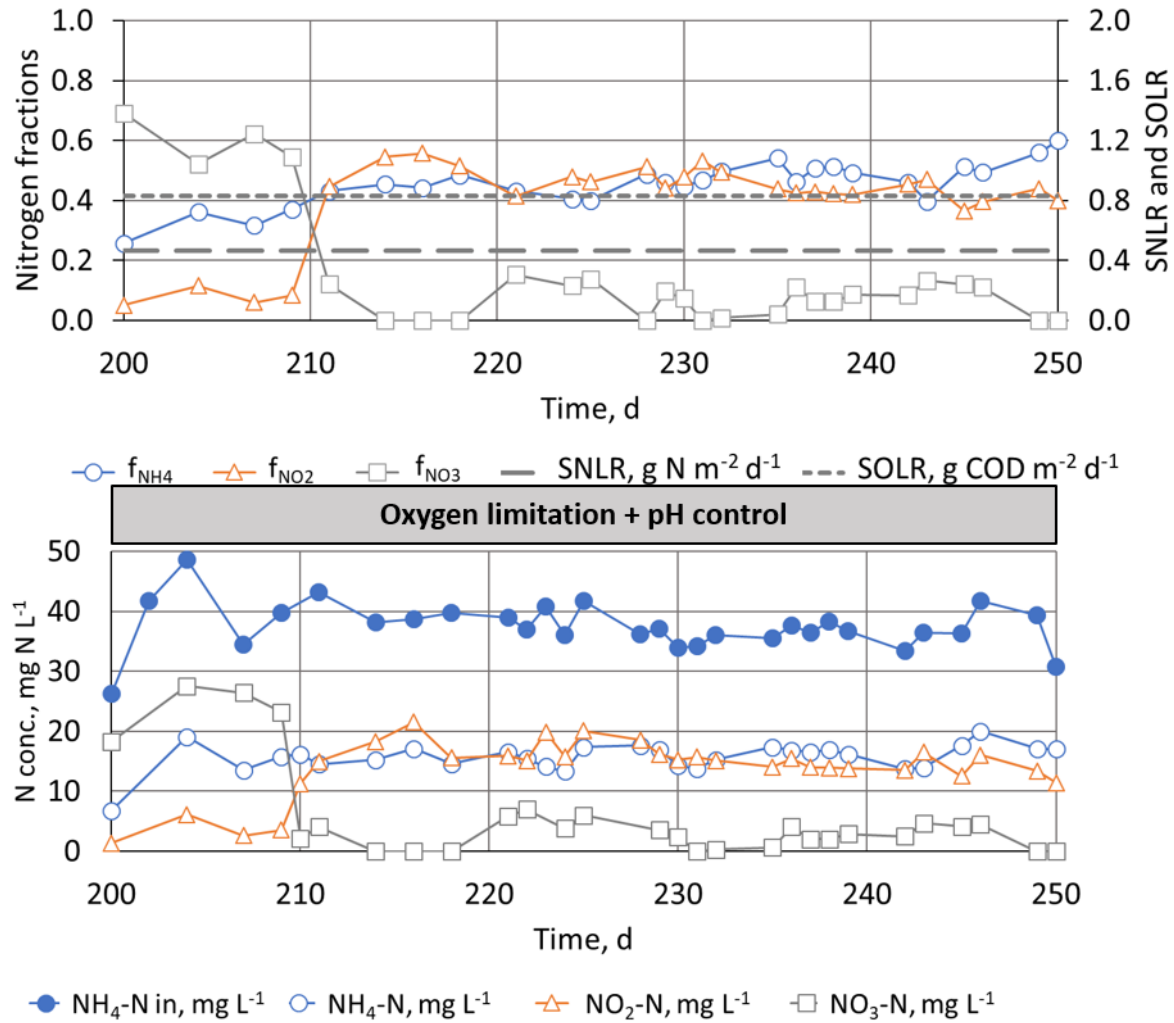 Nitrogen fractions
1.0
0.8
0.6
0.4
0.2
0.0
2.0
1.6
1.2
0.8
0.4
0.0
SNLR and SOLR
200 210 220 230 240 250
Time, d
f_NH4 f_NO2 f_NO3 SNLR, g N m⁻² d⁻¹ SOLR, g COD m⁻² d⁻¹
Oxygen limitation + pH control
N conc., mg N L⁻¹
50
40
30
20
10
0
200 210 220 230 240 250
Time, d
NH₄-N in, mg L⁻¹ NH₄-N, mg L⁻¹ NO₂-N, mg L⁻¹ NO₃-N, mg L⁻¹